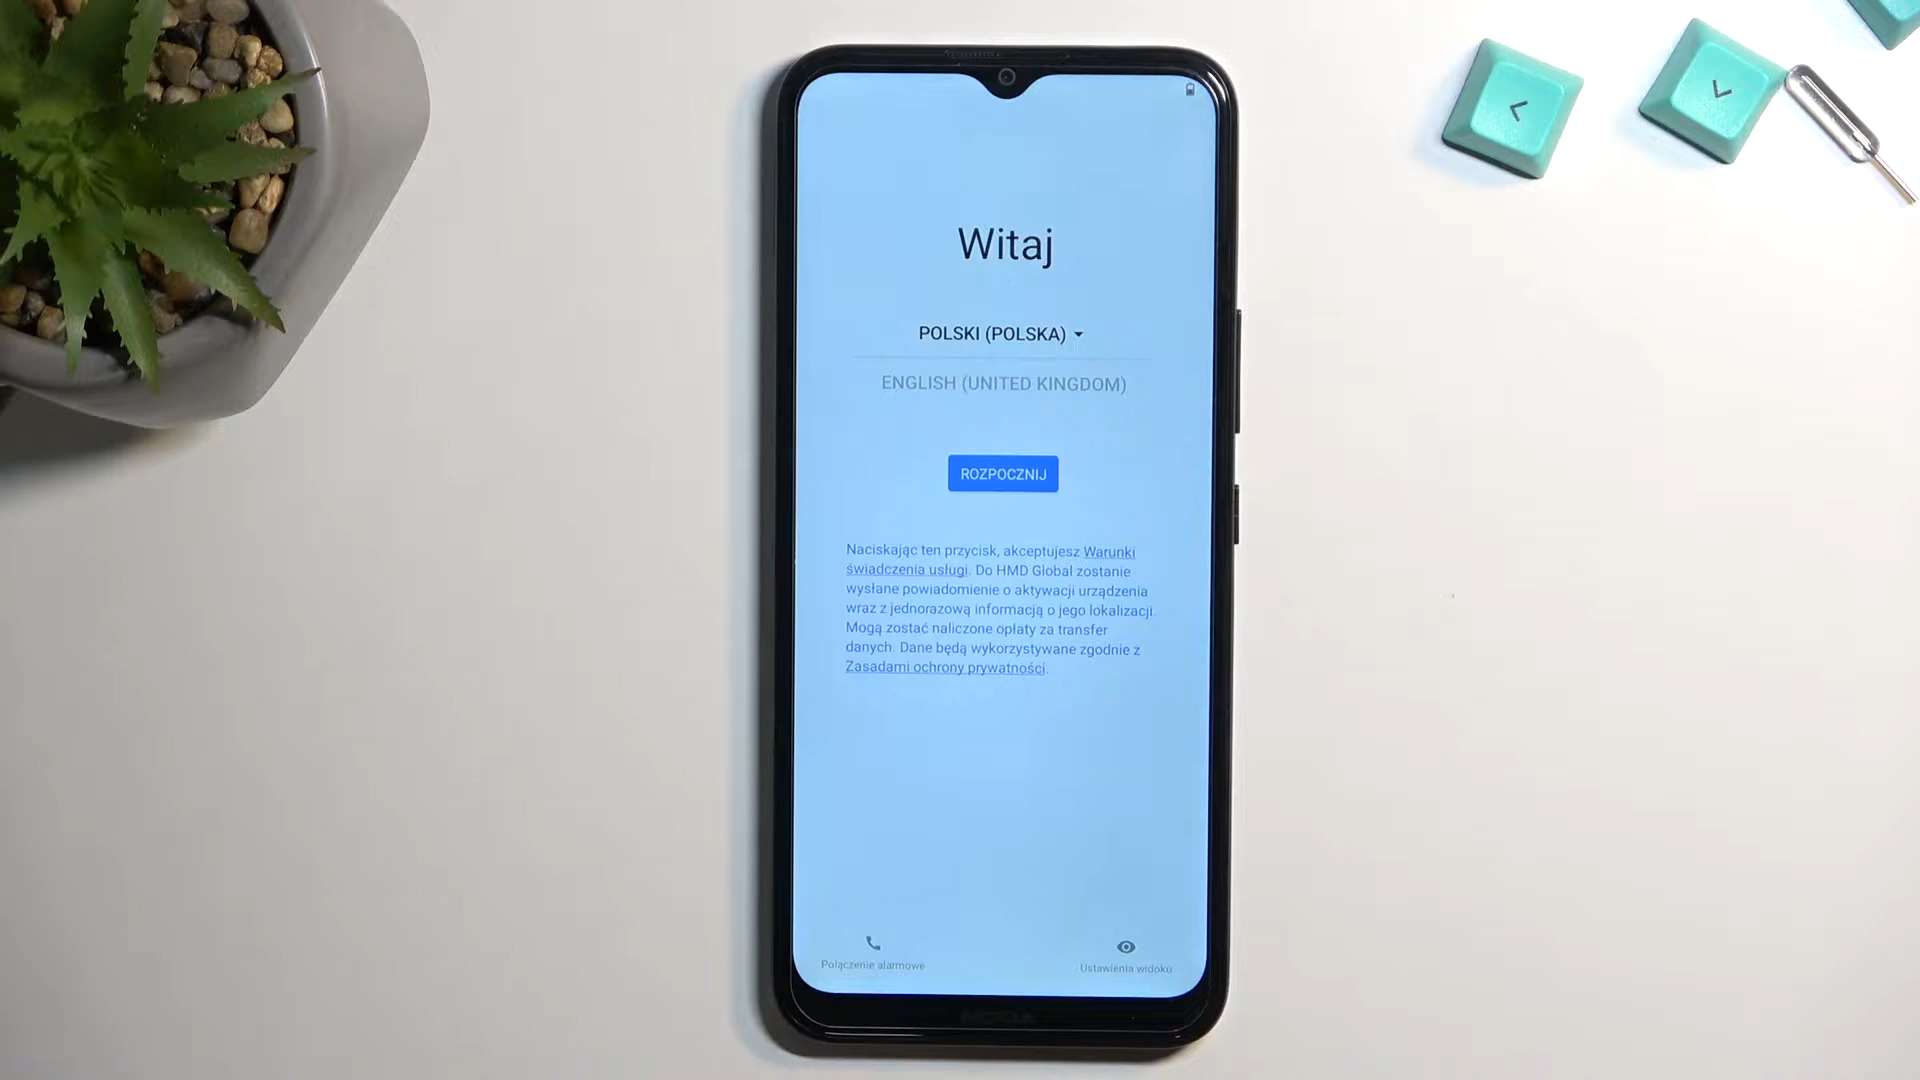 Witaj
POLSKI (POLSKA)
ENGLISH (UNITED KINGDOM)
ROZPOCZNIJ
Naciskając ten przycisk, akceptujesz Warunki
świadczenia usługi. Do HMD Global zostanie
wysłane powiadomienie o aktywacji urządzenia
wraz z jednorazową informacją o jego lokalizacji.
Mogą zostać naliczone opłaty za transfer
danych. Dane będą wykorzystywane zgodnie z
Zasadami ochrony prywatności.
Połączenie alarmowe
Ustawienia widoku
NOKIA